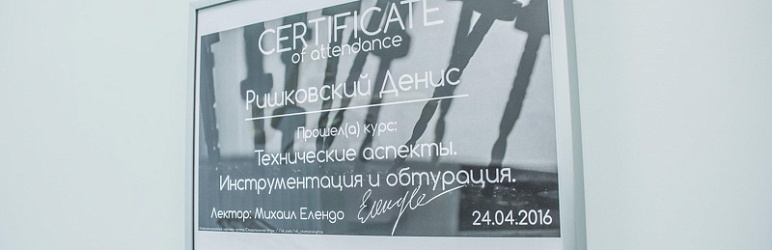 CERTIFICATE
of attendance
Ришковский Денис
Прошел(а) курс:
Технические аспекты.
Инструментация и обтурация.
Лектор: Михаил Елендо
24.04.2016